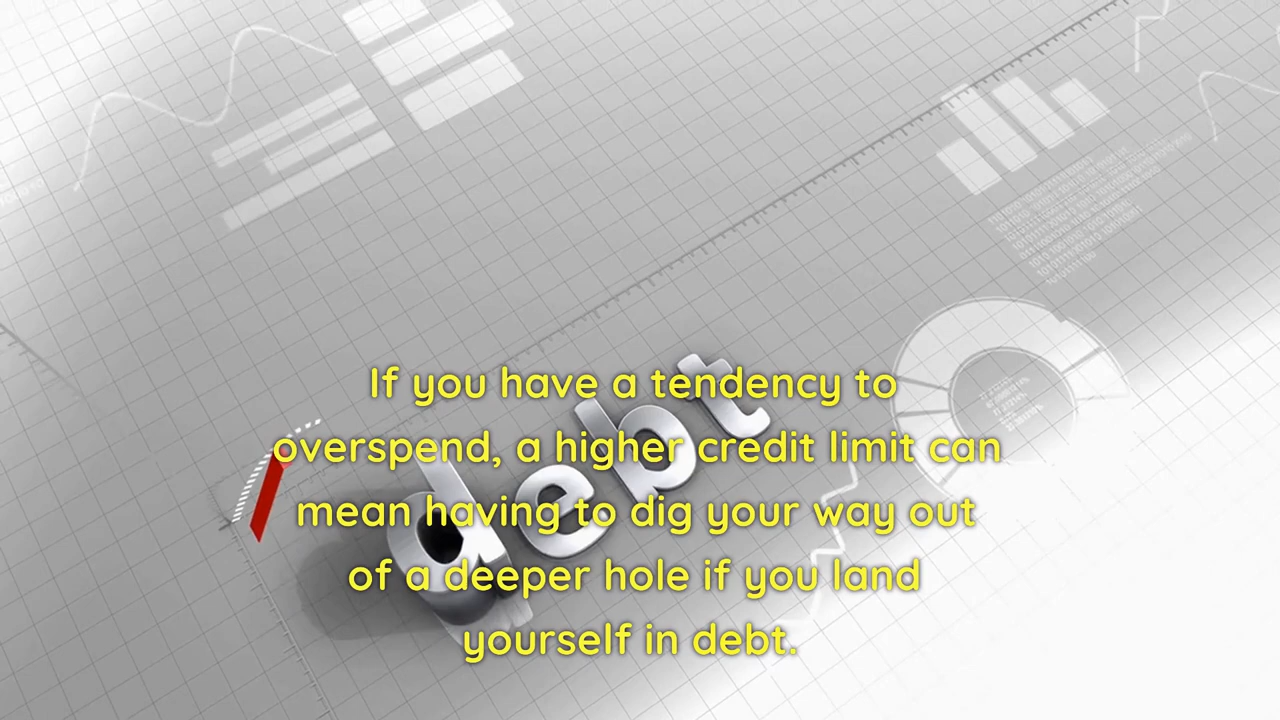 If you have a tendency to
overspend, a higher credit limit can
mean having to dig your way out
of a deeper hole if you land
yourself in debt.
debt